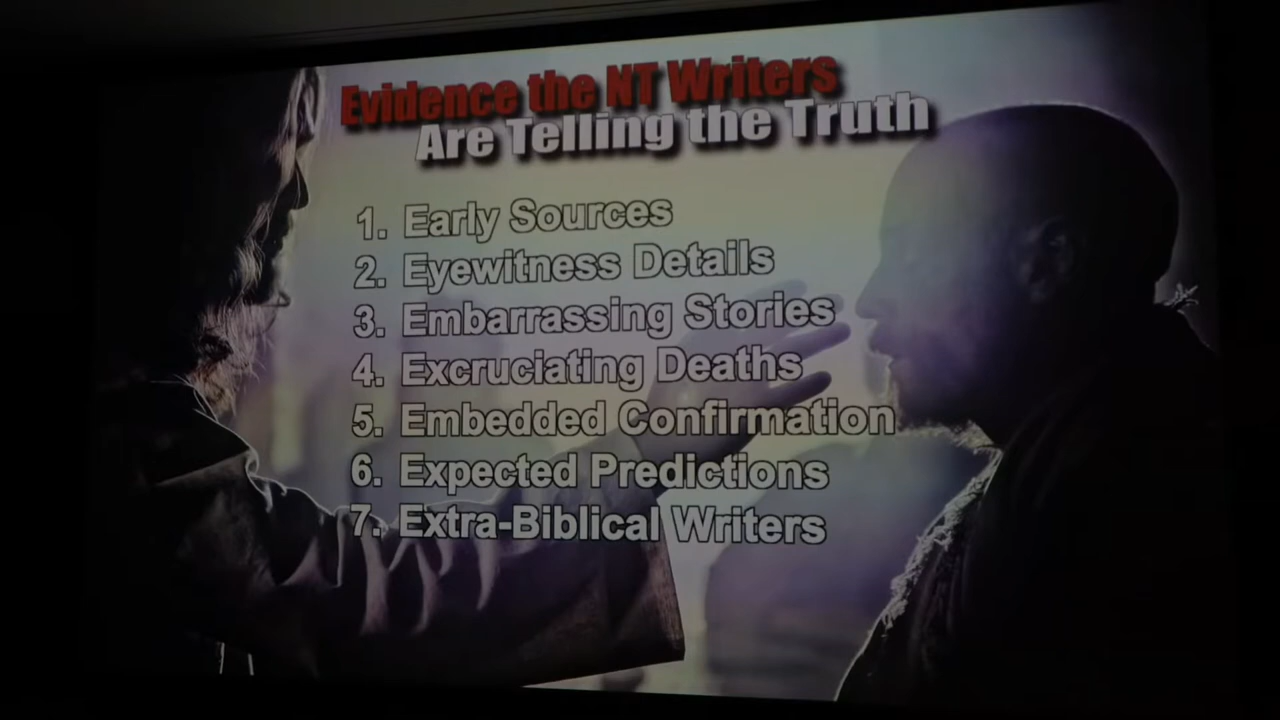 Evidence the NT Writers
Are Telling the Truth
1. Early Sources
2. Eyewitness Details
3. Embarrassing Stories
4. Excruciating Deaths
5. Embedded Confirmation
6. Expected Predictions
7. Extra-Biblical Writers